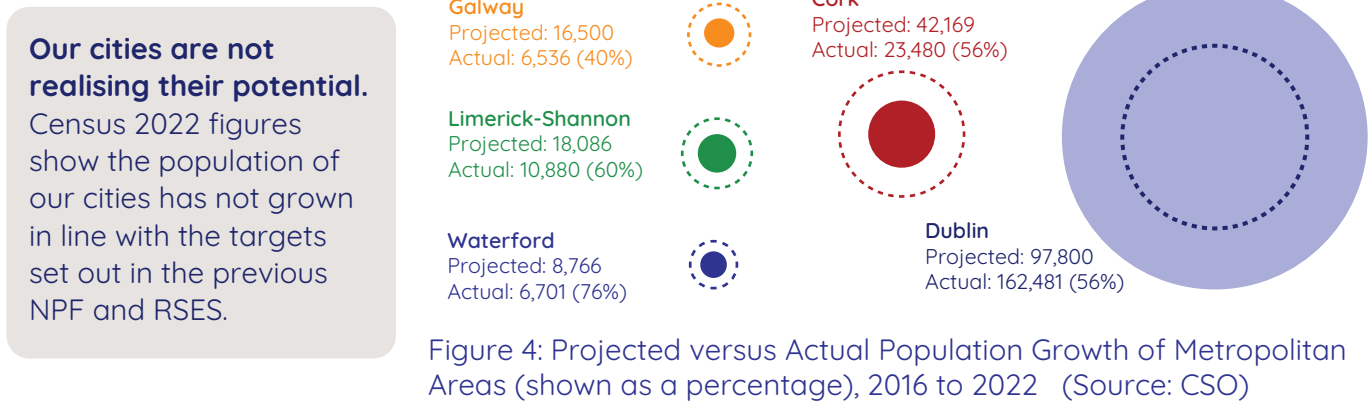 Our cities are not
realising their potential.
Census 2022 figures
show the population of
our cities has not grown
in line with the targets
set out in the previous
NPF and RSES.
Galway
Projected: 16,500
Actual: 6,536 (40%)
Cork
Projected: 42,169
Actual: 23,480 (56%)
Limerick-Shannon
Projected: 18,086
Actual: 10,880 (60%)
Waterford
Projected: 8,766
Actual: 6,701 (76%)
Dublin
Projected: 97,800
Actual: 162,481 (56%)
Figure 4: Projected versus Actual Population Growth of Metropolitan
Areas (shown as a percentage), 2016 to 2022 (Source: CSO)